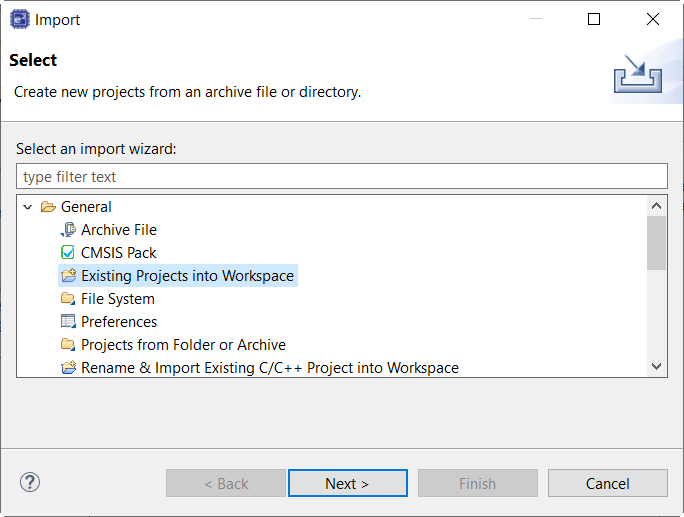 Import
Select
Create new projects from an archive file or directory.
Select an import wizard:
type filter text
General
Archive File
CMSIS Pack
Existing Projects into Workspace
File System
Preferences
Projects from Folder or Archive
Rename & Import Existing C/C++ Project into Workspace
? < Back Next > Finish Cancel